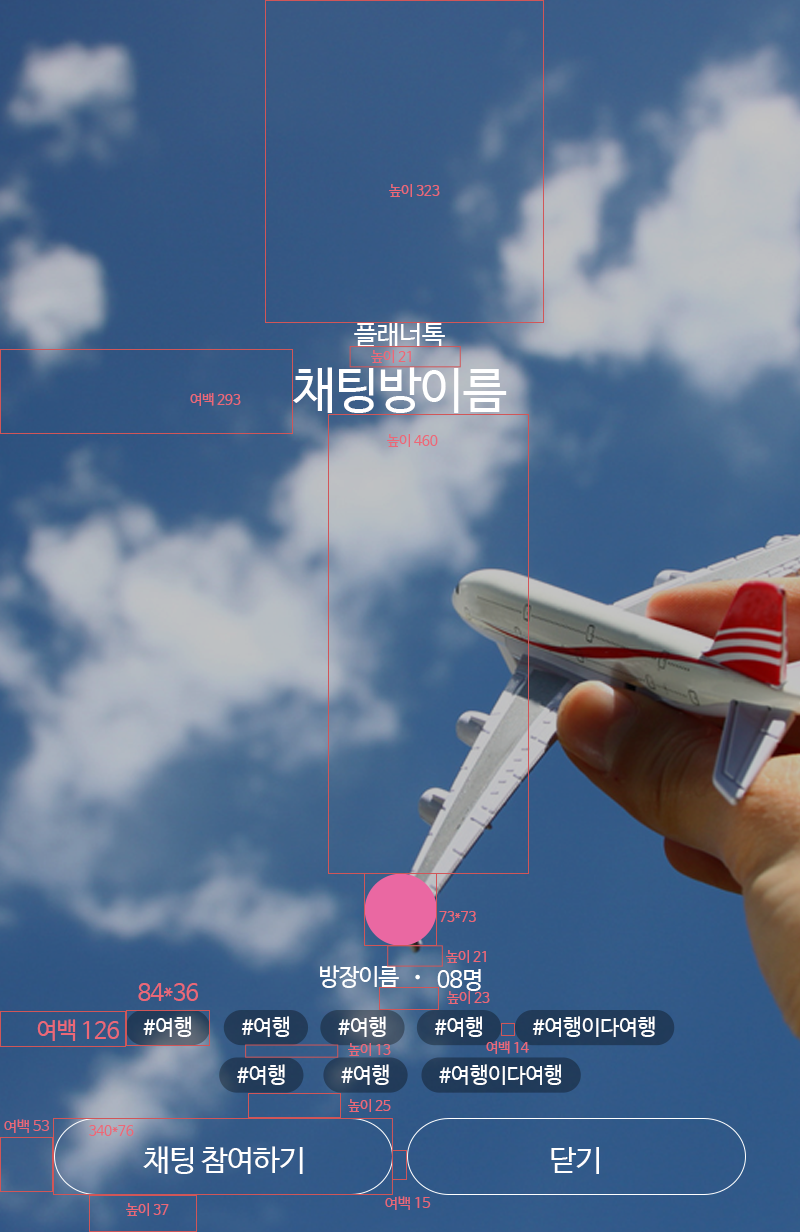 높이 323
플래너톡
높이 21
채팅방이름
여백 293
높이 460
73*73
높이 21
방장이름 · 08명
84*36
높이 23
여백 126
#여행 #여행 #여행 #여행 #여행이다여행
높이 13
여백 14
#여행 #여행 #여행이다여행
높이 25
여백 53
340*76
채팅 참여하기
닫기
여백 15
높이 37